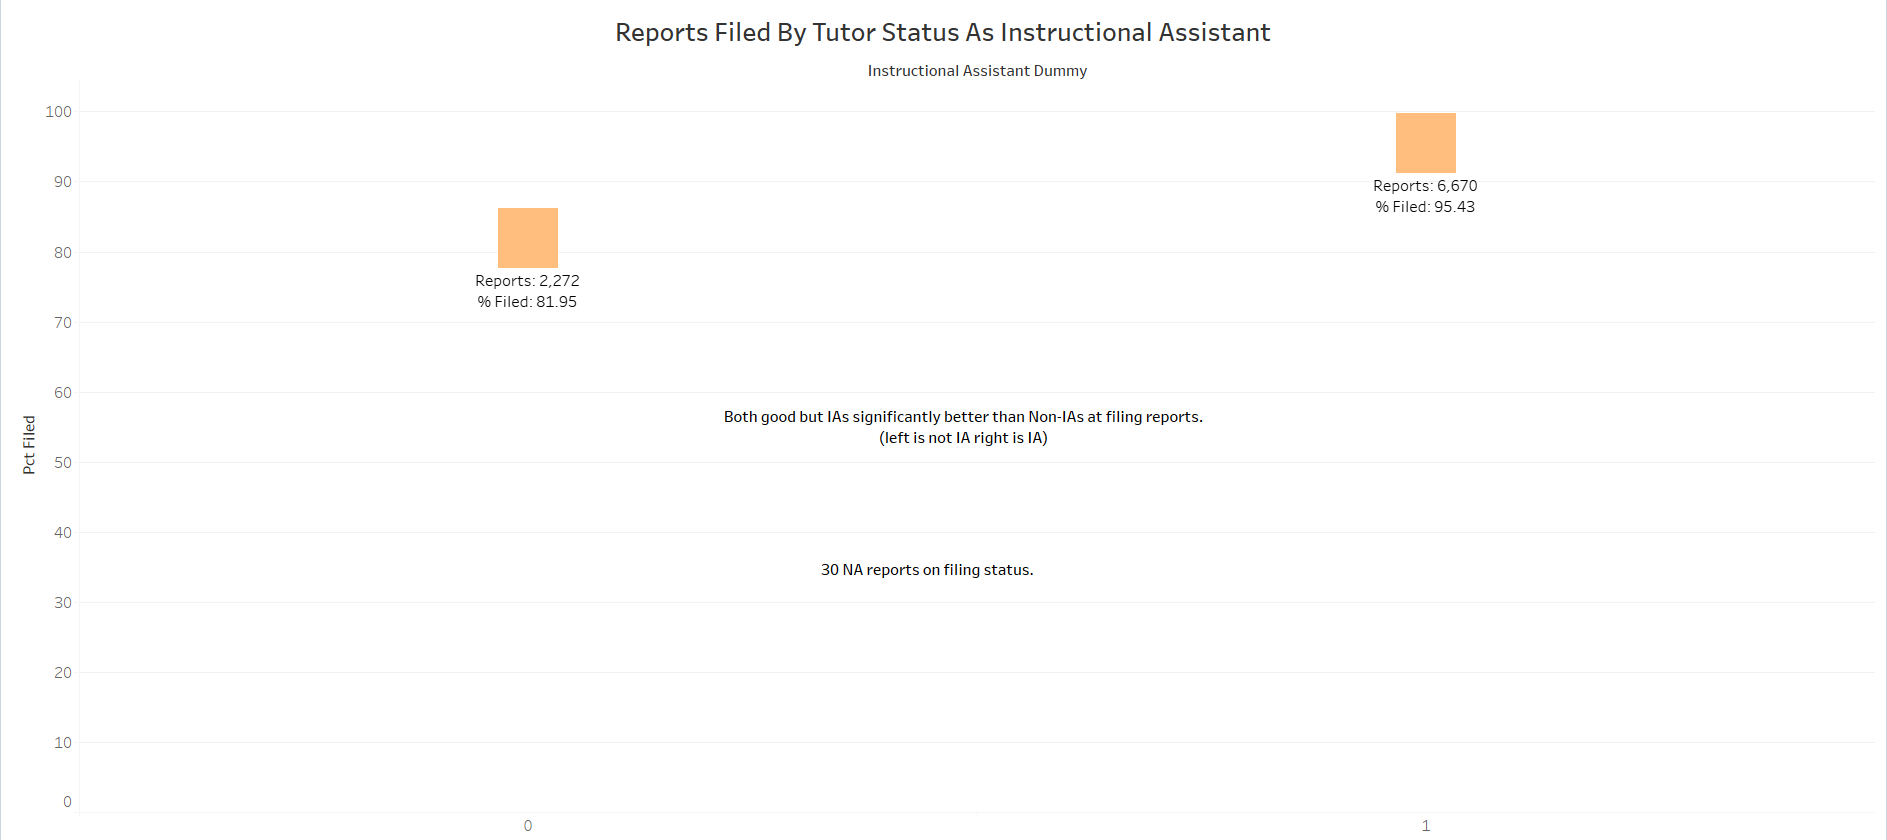 Reports Filed By Tutor Status As Instructional Assistant
Instructional Assistant Dummy
100
90
80
70
60
50
40
30
20
10
0
Pct Filed
Reports: 6,670
% Filed: 95.43
Reports: 2,272
% Filed: 81.95
Both good but IAs significantly better than Non-IAs at filing reports.
(left is not IA right is IA)
30 NA reports on filing status.
0
1